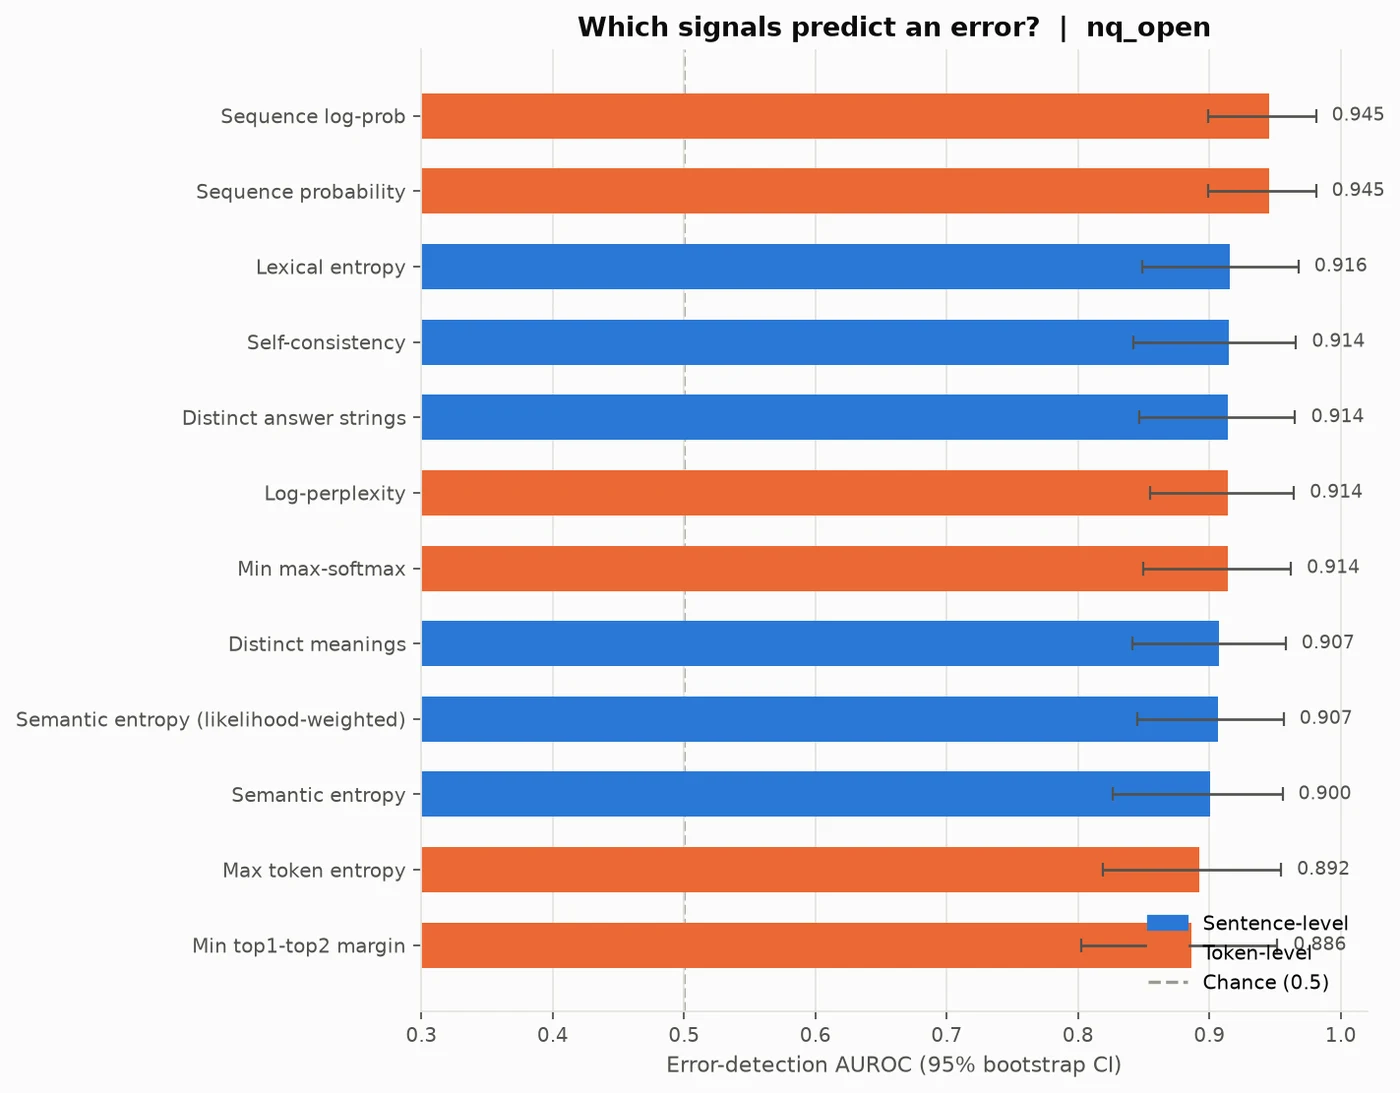 Which signals predict an error?  |  nq_open
Sequence log-prob
0.945
Sequence probability
0.945
Lexical entropy
0.916
Self-consistency
0.914
Distinct answer strings
0.914
Log-perplexity
0.914
Min max-softmax
0.914
Distinct meanings
0.907
Semantic entropy (likelihood-weighted)
0.907
Semantic entropy
0.900
Max token entropy
0.892
Min top1-top2 margin
0.886
Sentence-level
Token-level
Chance (0.5)
0.3 0.4 0.5 0.6 0.7 0.8 0.9 1.0
Error-detection AUROC (95% bootstrap CI)